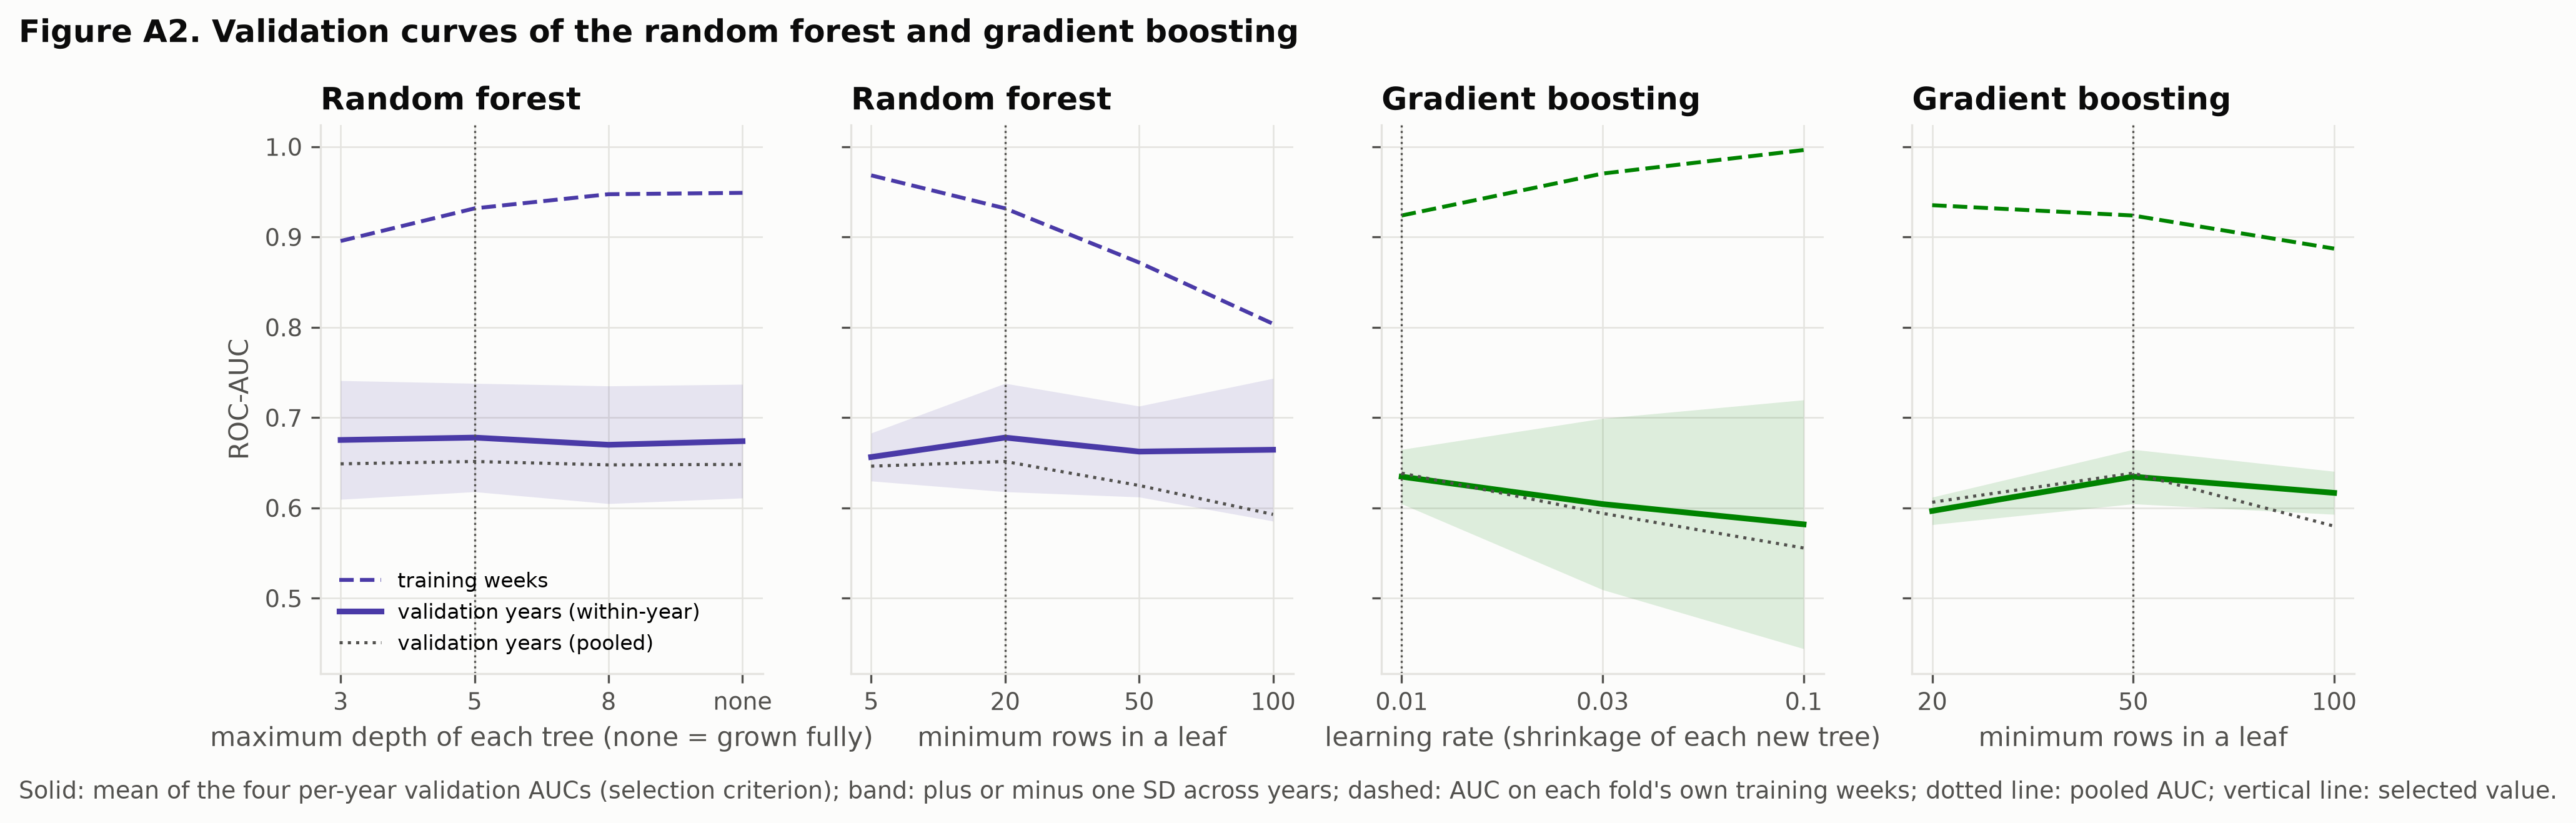 Figure A2. Validation curves of the random forest and gradient boosting
Random forest
Random forest
Gradient boosting
Gradient boosting
ROC-AUC
1.0
0.9
0.8
0.7
0.6
0.5
training weeks
validation years (within-year)
validation years (pooled)
3 5 8 none
maximum depth of each tree (none = grown fully)
5 20 50 100
minimum rows in a leaf
0.01 0.03 0.1
learning rate (shrinkage of each new tree)
20 50 100
minimum rows in a leaf
Solid: mean of the four per-year validation AUCs (selection criterion); band: plus or minus one SD across years; dashed: AUC on each fold's own training weeks; dotted line: pooled AUC; vertical line: selected value.